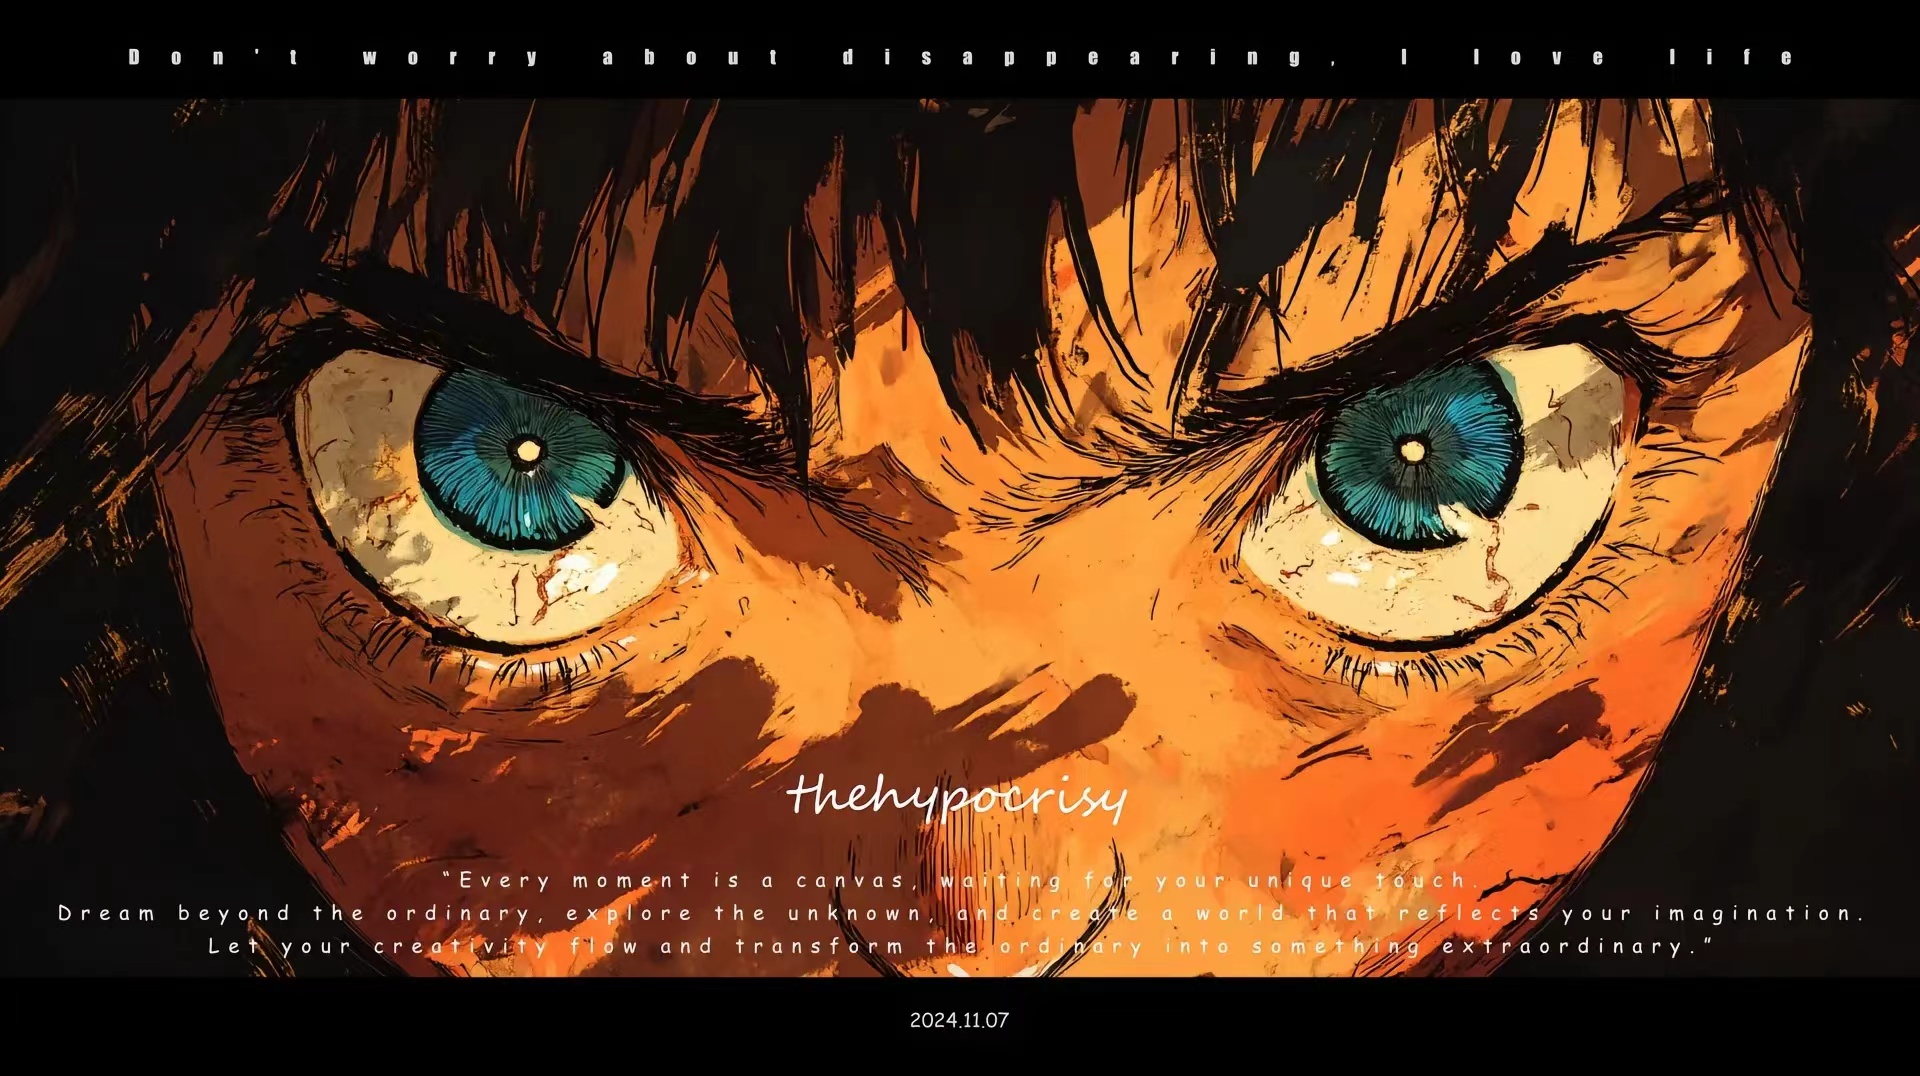 Don't worry about disappearing, I love life
thehypocrisy
“Every moment is a canvas, waiting for your unique touch.
Dream beyond the ordinary, explore the unknown, and create a world that reflects your imagination.
Let your creativity flow and transform the ordinary into something extraordinary.”
2024.11.07